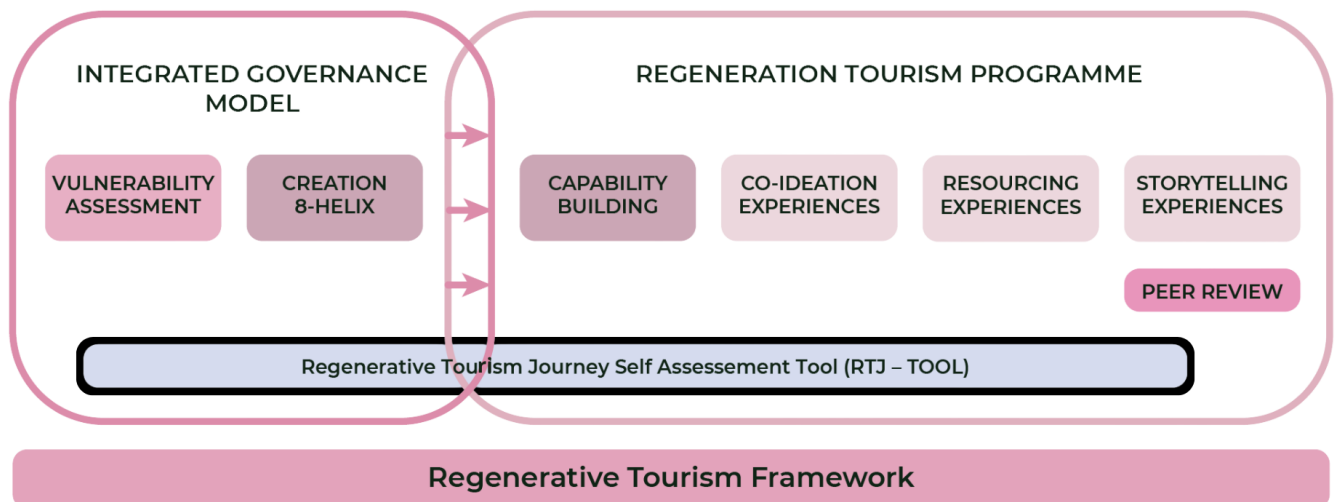 INTEGRATED GOVERNANCE
MODEL
REGENERATION TOURISM PROGRAMME
VULNERABILITY
ASSESSMENT
CREATION
8-HELIX
CAPABILITY
BUILDING
CO-IDEATION
EXPERIENCES
RESOURCING
EXPERIENCES
STORYTELLING
EXPERIENCES
PEER REVIEW
Regenerative Tourism Journey Self Assessement Tool (RTJ – TOOL)
Regenerative Tourism Framework